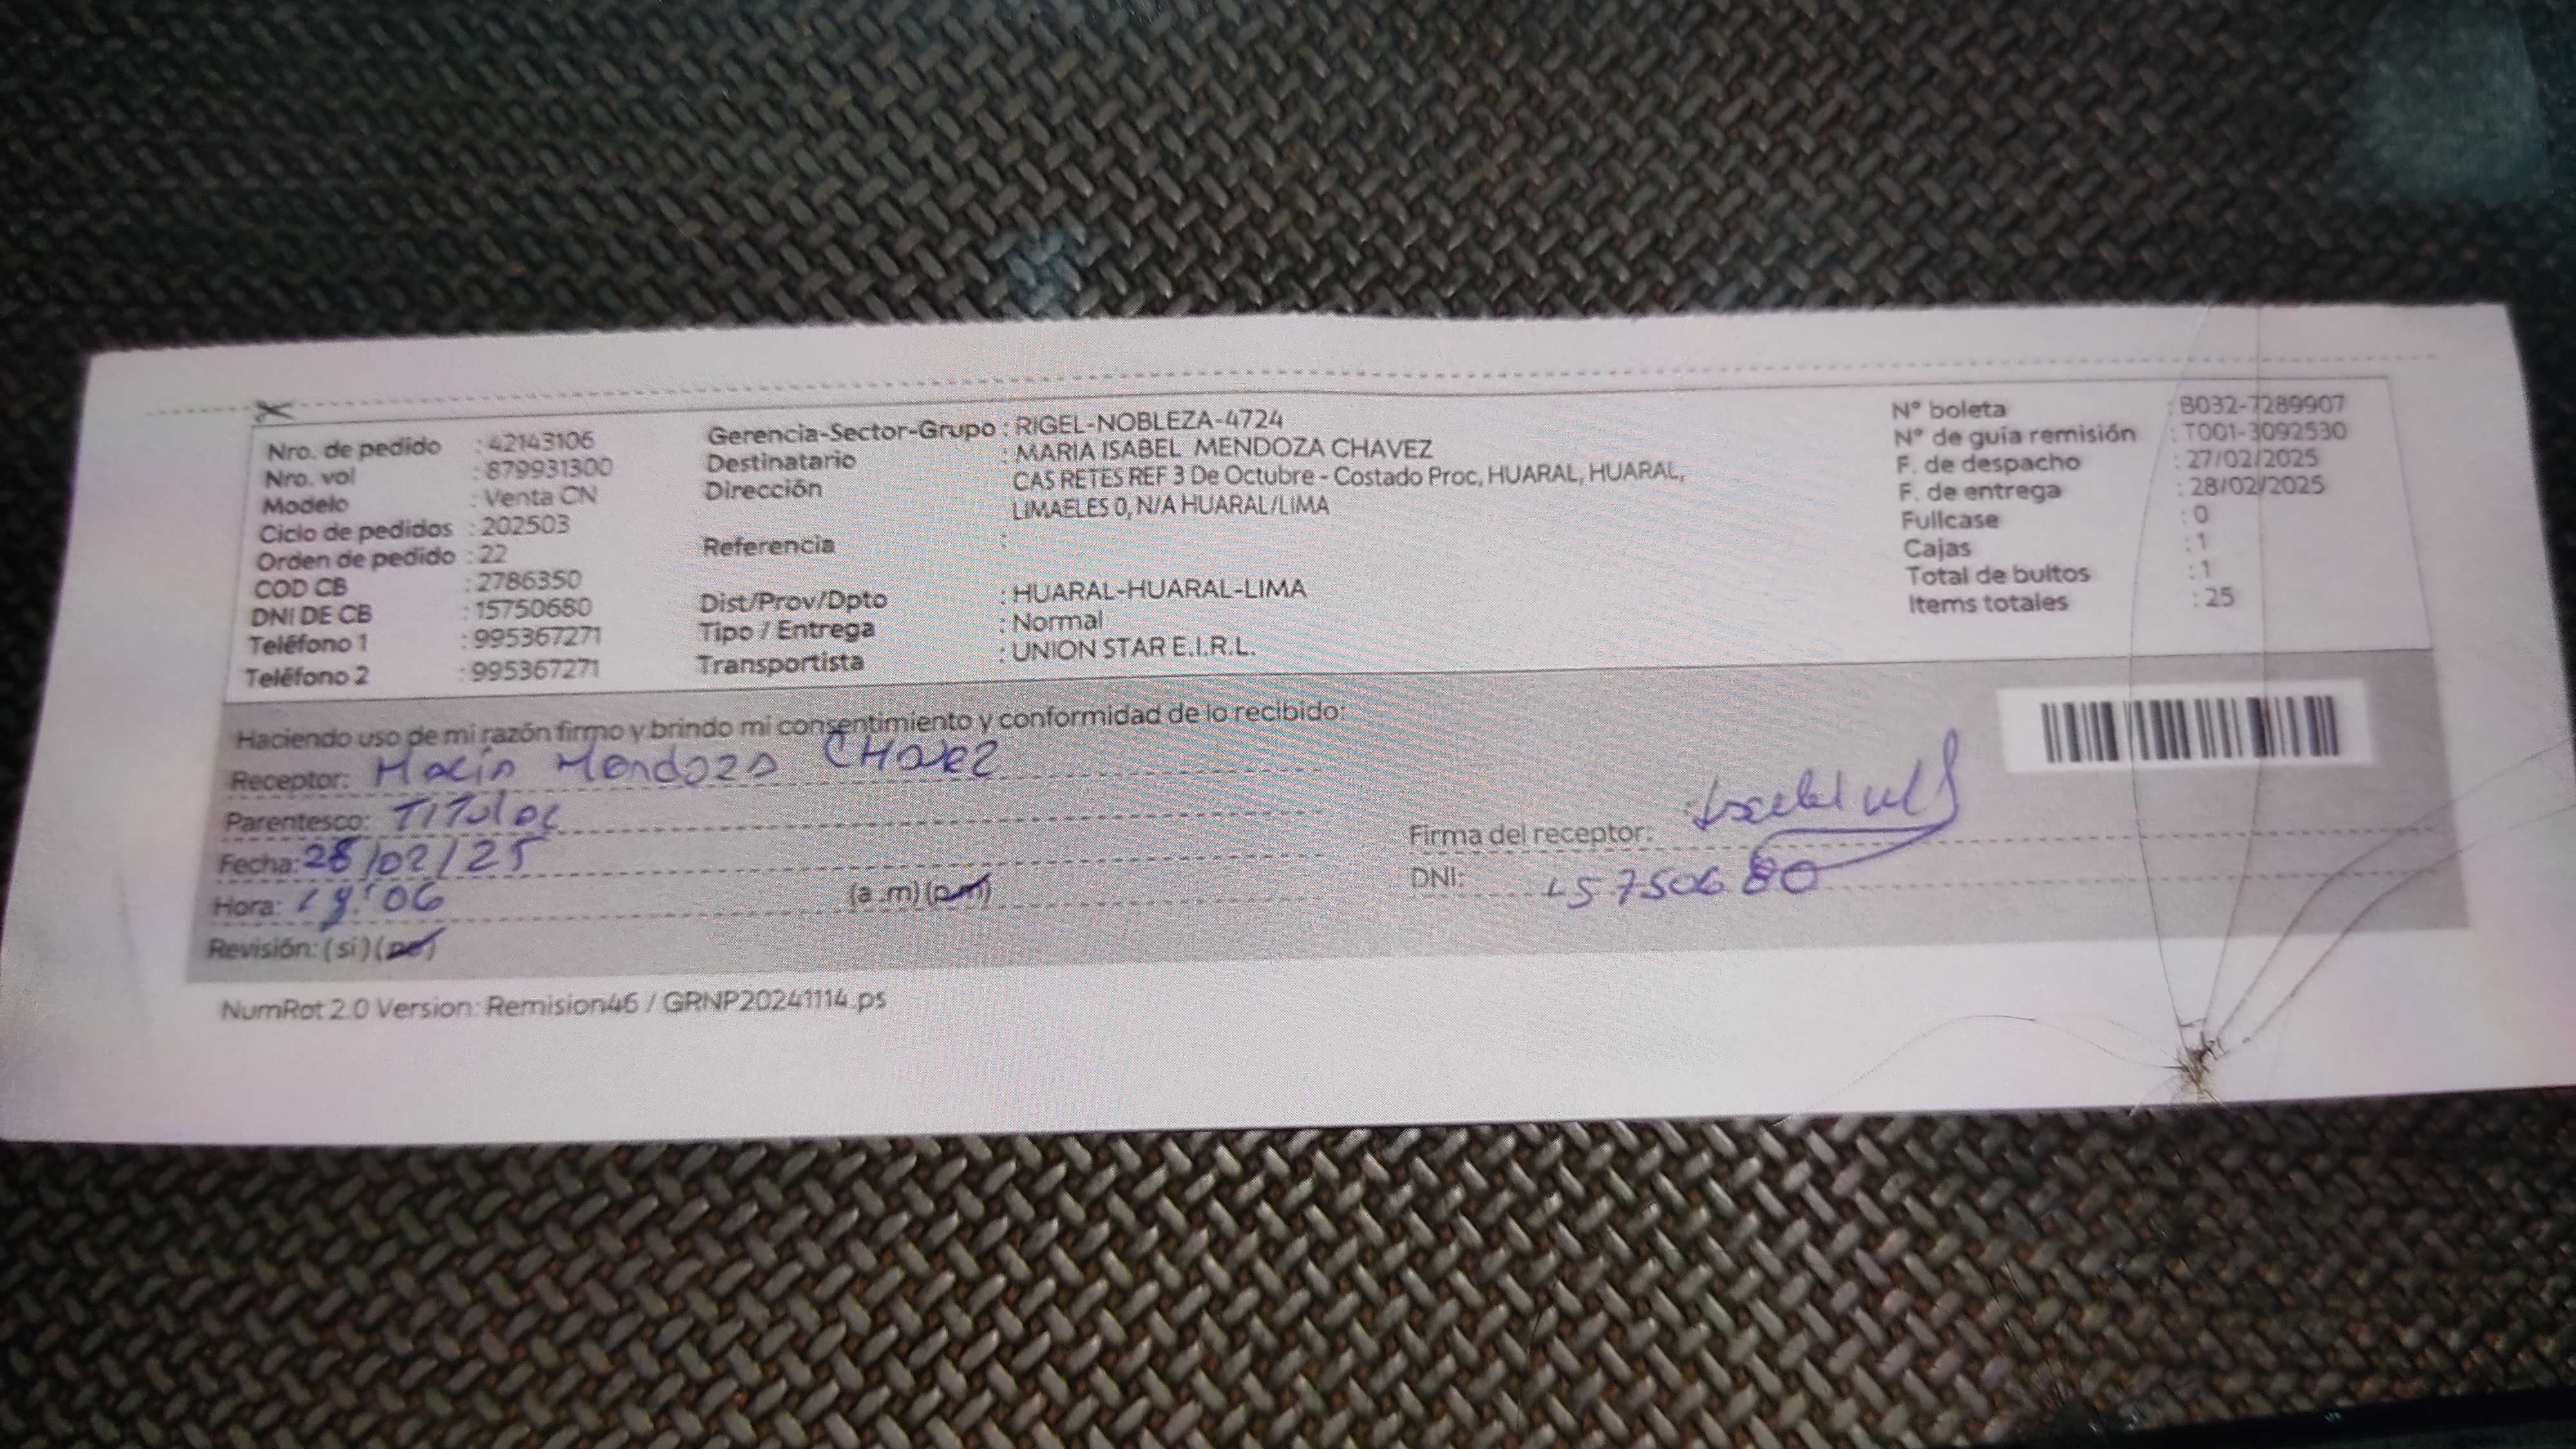 Nro. de pedido : 42143106
Nro. vol : 879931300
Modelo : Venta CN
Ciclo de pedidos : 202503
Orden de pedido : 22
COD CB : 2786350
DNI DE CB : 15750680
Teléfono 1 : 995367271
Teléfono 2 : 995367271
Gerencia-Sector-Grupo : RIGEL-NOBLEZA-4724
Destinatario : MARIA ISABEL MENDOZA CHAVEZ
Dirección : CAS RETES REF 3 De Octubre - Costado Proc, HUARAL, HUARAL,
LIMAELES 0, N/A HUARAL/LIMA
Referencia :
Dist/Prov/Dpto : HUARAL-HUARAL-LIMA
Tipo / Entrega : Normal
Transportista : UNION STAR E.I.R.L.
N° boleta : B032-7289907
N° de guía remisión : T001-3092530
F. de despacho : 27/02/2025
F. de entrega : 28/02/2025
Fullcase : 0
Cajas : 1
Total de bultos : 1
Items totales : 25
Haciendo uso de mi razón firmo y brindo mi consentimiento y conformidad de lo recibido:
Receptor: María Mendoza CHavez
Parentesco: TITular
Fecha: 28/02/25
Hora: (a .m) (p.m)
Revisión: (si) (no)
Firma del receptor:
DNI: 15750680
NumRot 2.0 Version: Remision46 / GRNP20241114.ps